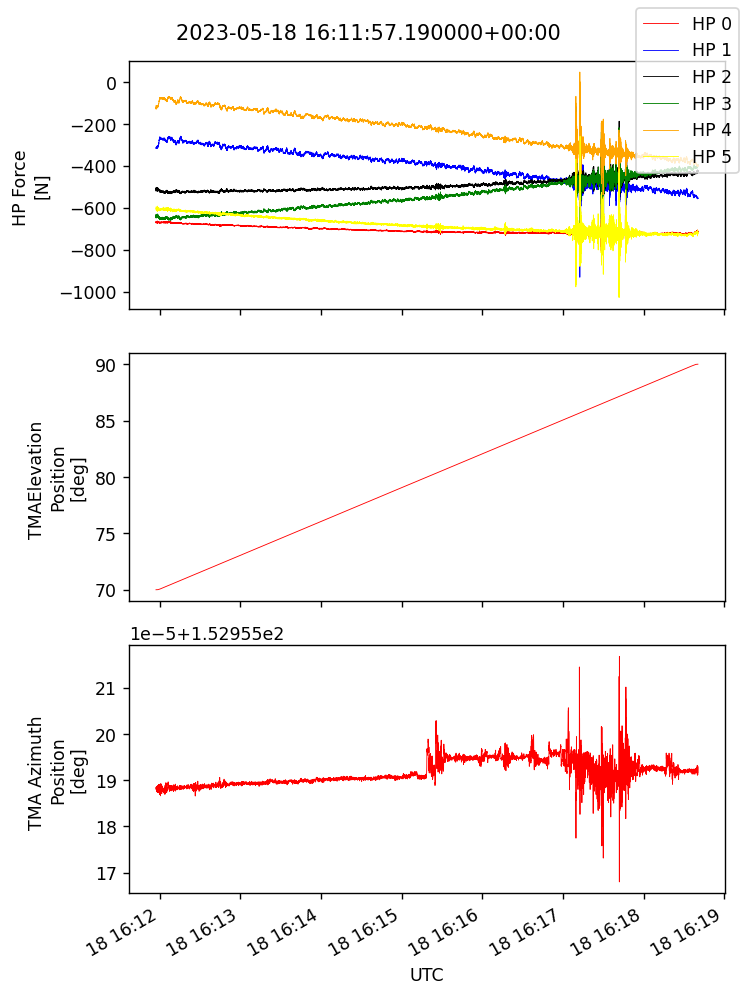 2023-05-18 16:11:57.190000+00:00
HP 0
HP 1
HP 2
HP 3
HP 4
HP 5
0
−200
−400
−600
−800
−1000
HP Force
[N]
90
85
80
75
70
TMAElevation
Position
[deg]
1e−5+1.52955e2
21
20
19
18
17
TMA Azimuth
Position
[deg]
18 16:12
18 16:13
18 16:14
18 16:15
18 16:16
18 16:17
18 16:18
18 16:19
UTC